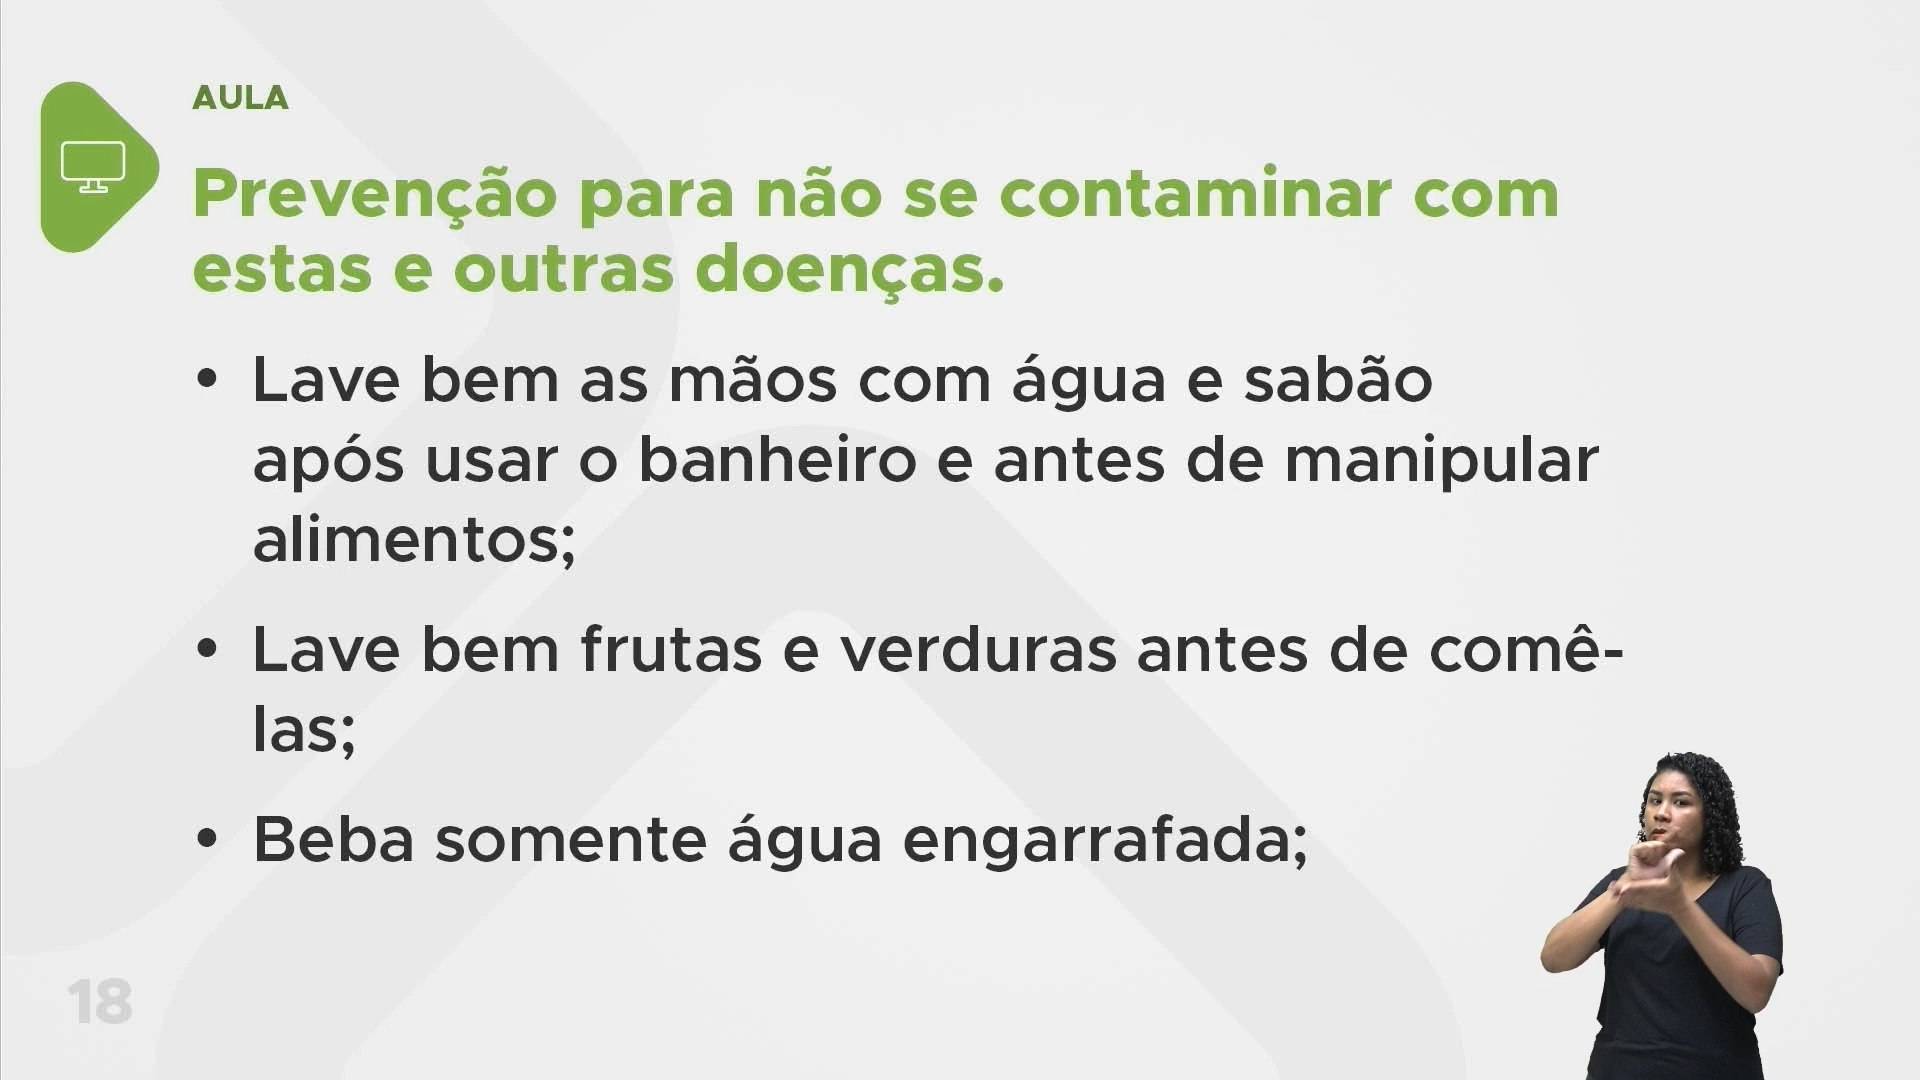 AULA
Prevenção para não se contaminar com
estas e outras doenças.
• Lave bem as mãos com água e sabão
após usar o banheiro e antes de manipular
alimentos;
• Lave bem frutas e verduras antes de comê-
las;
• Beba somente água engarrafada;
18